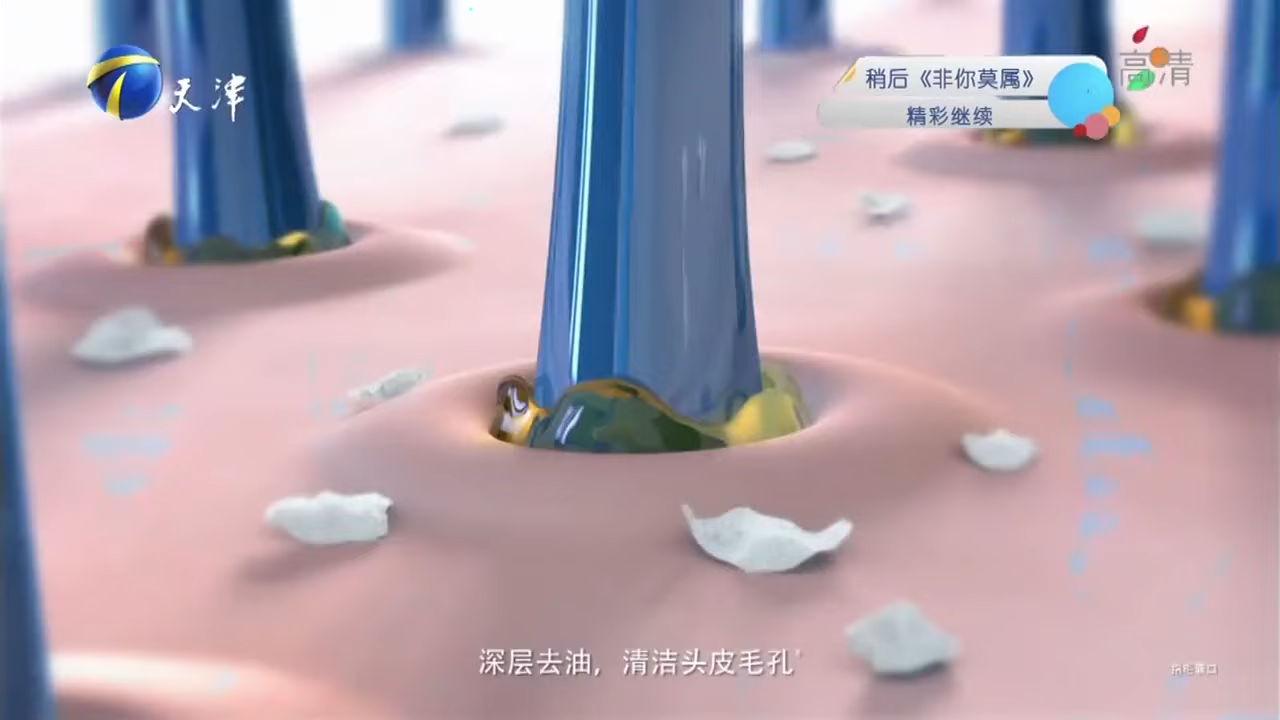 天津
稍后《非你莫属》
精彩继续
高清
深层去油，清洁头皮毛孔